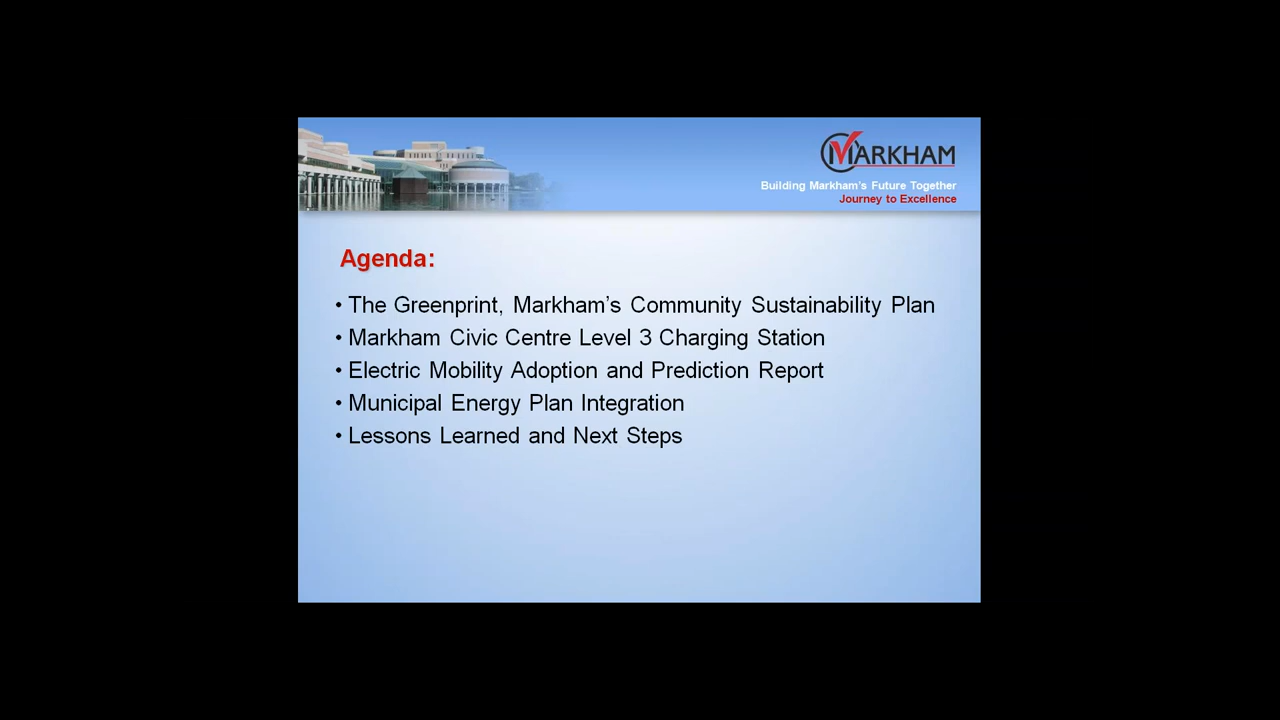 MARKHAM
Building Markham's Future Together
Journey to Excellence
Agenda:
• The Greenprint, Markham’s Community Sustainability Plan
• Markham Civic Centre Level 3 Charging Station
• Electric Mobility Adoption and Prediction Report
• Municipal Energy Plan Integration
• Lessons Learned and Next Steps